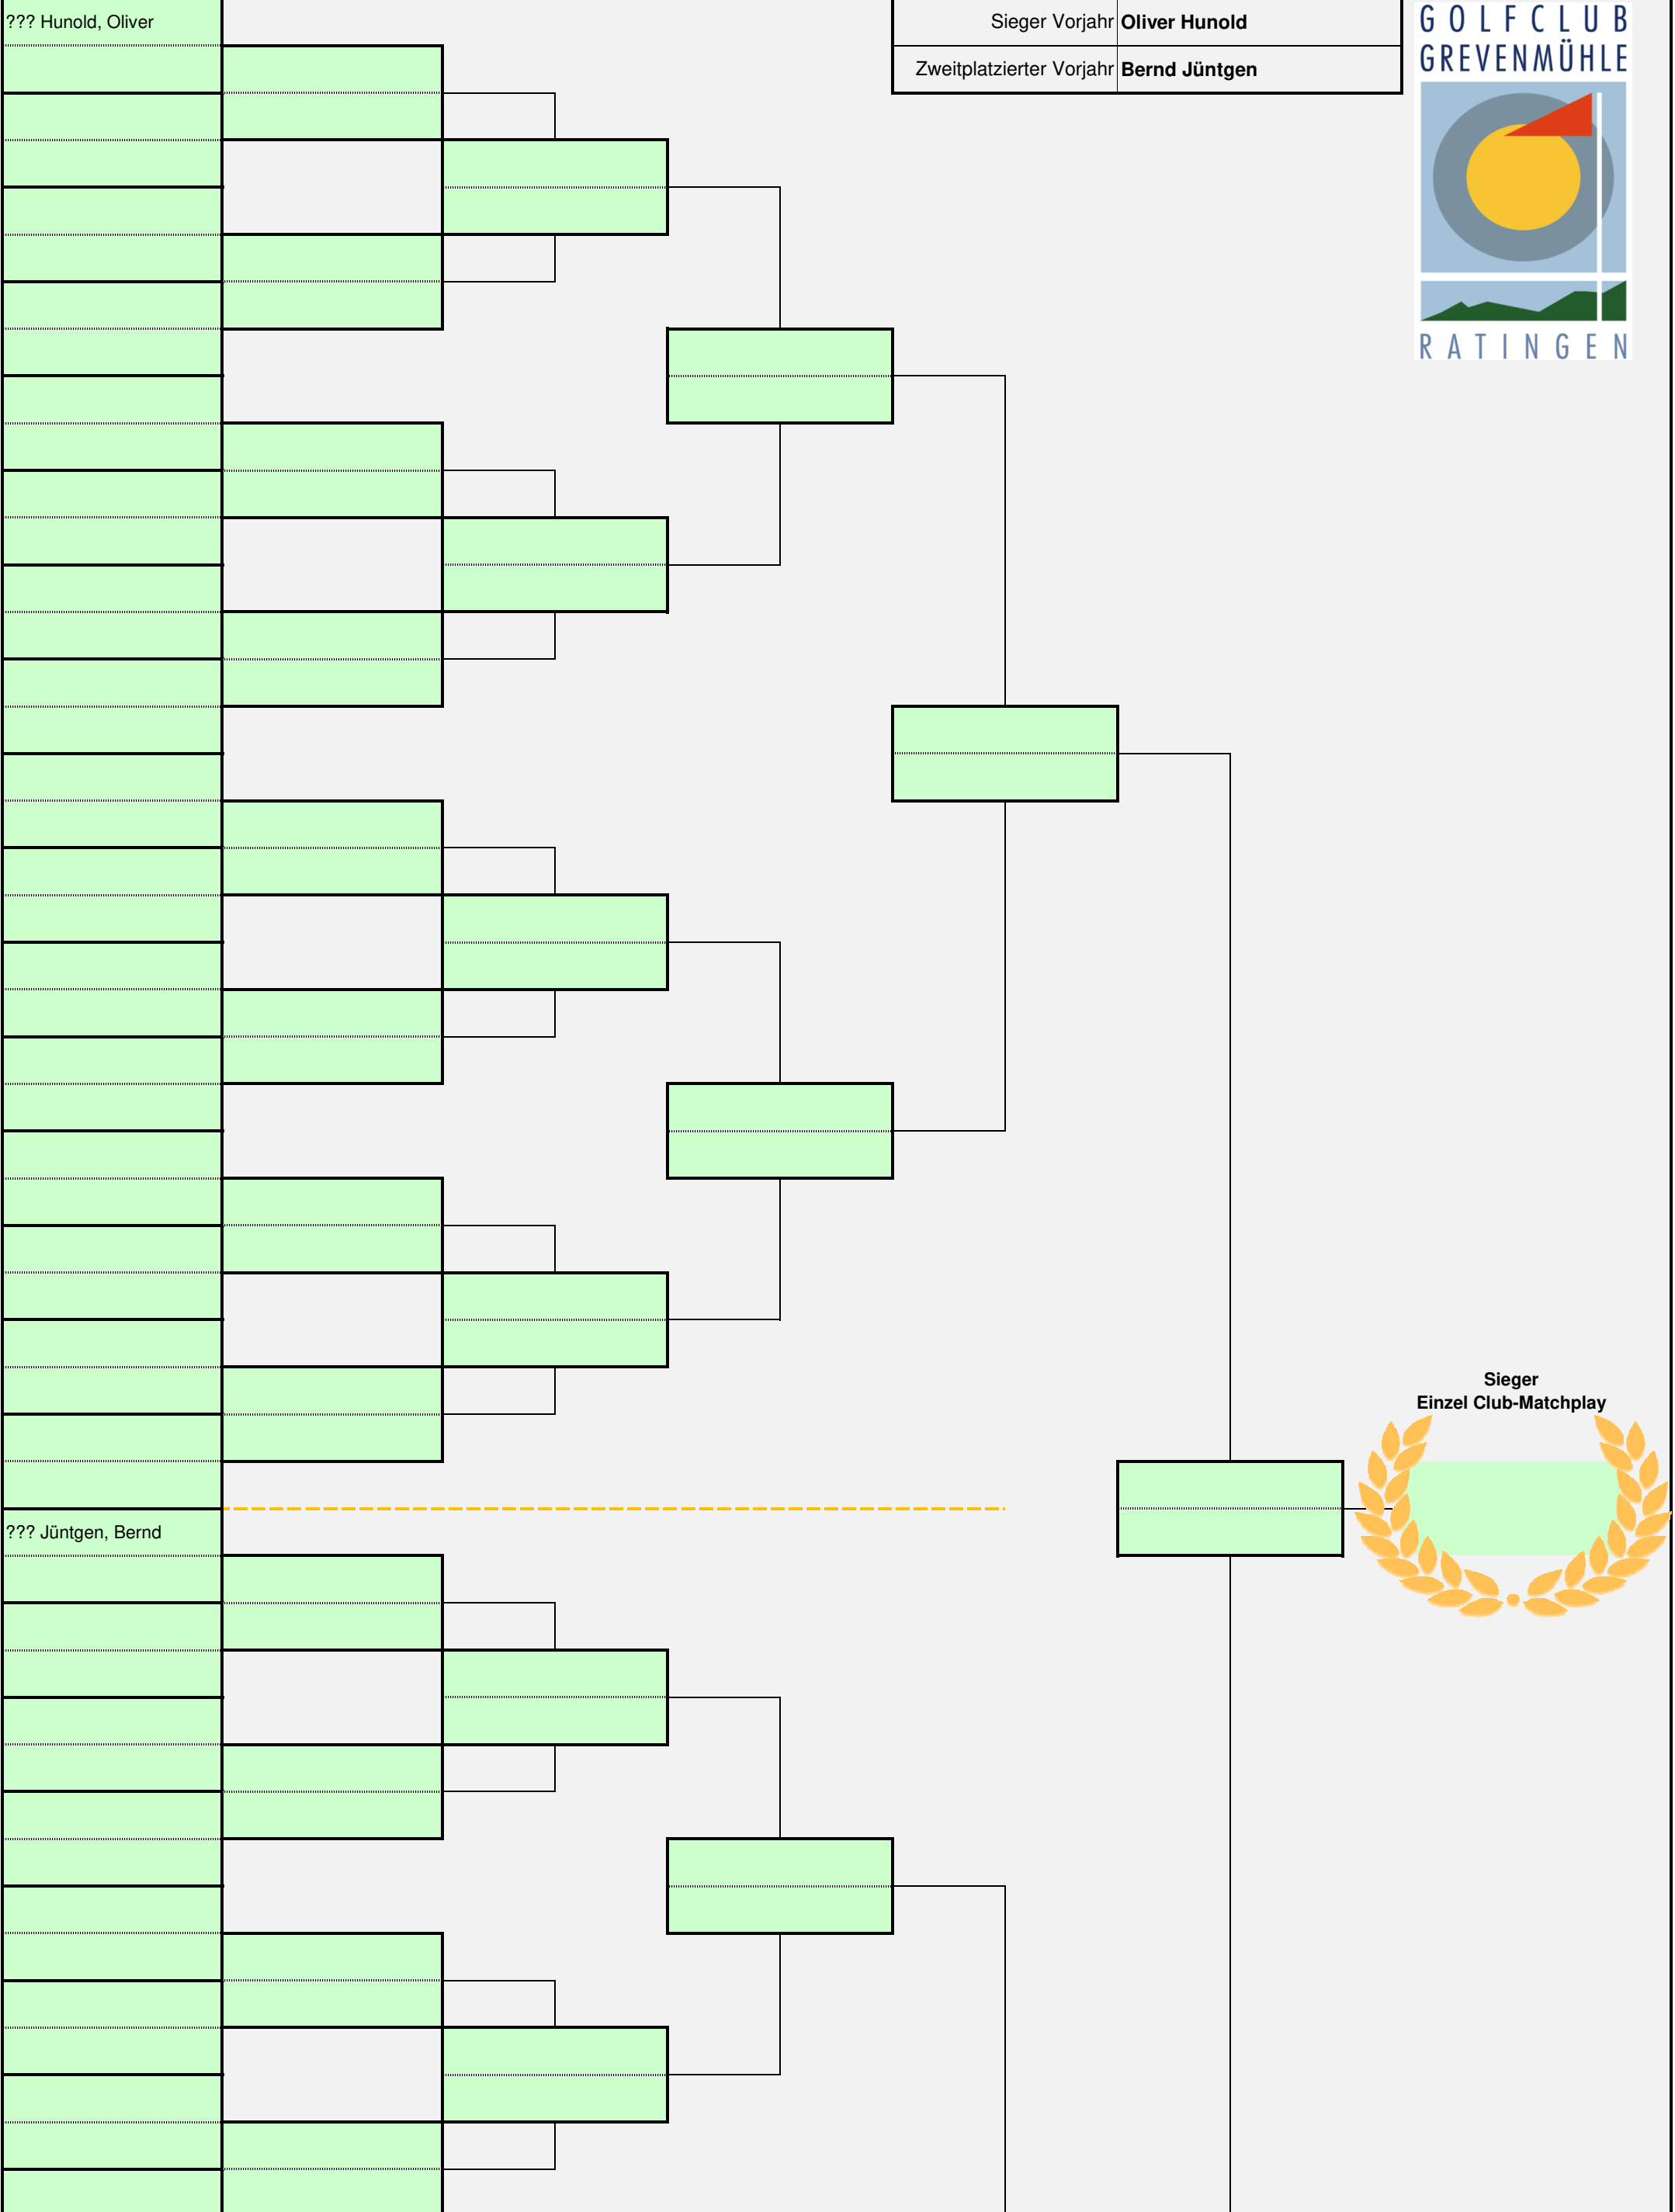 ??? Hunold, Oliver
Sieger Vorjahr Oliver Hunold
Zweitplatzierter Vorjahr Bernd Jüntgen
GOLFCLUB
GREVENMÜHLE
RATINGEN
Sieger
Einzel Club-Matchplay
??? Jüntgen, Bernd